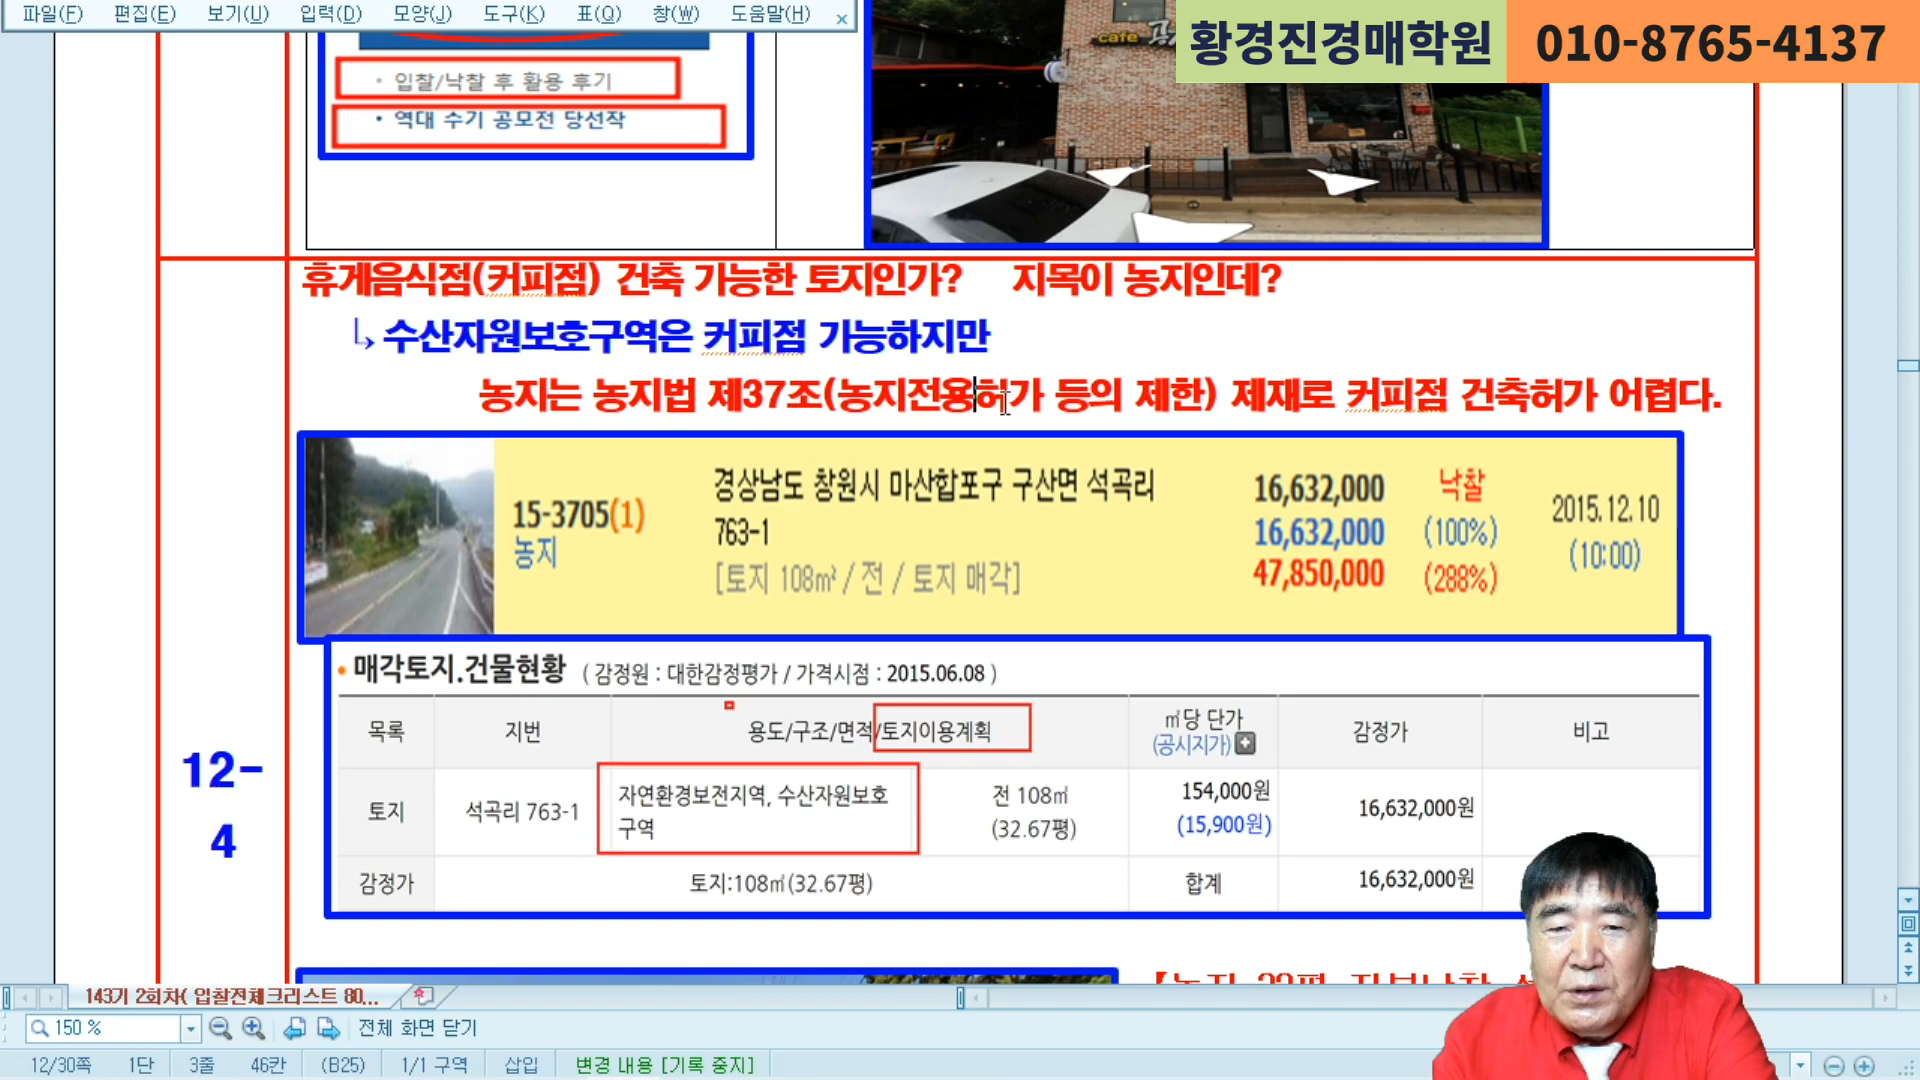 파일(F) 편집(E) 보기(U) 입력(D) 모양(J) 도구(K) 표(Q) 창(W) 도움말(H) x
황경진경매학원 010-8765-4137
cafe
• 입찰/낙찰 후 활용 후기
• 역대 수기 공모전 당선작
휴게음식점(커피점) 건축 가능한 토지인가? 지목이 농지인데?
↳ 수산자원보호구역은 커피점 가능하지만
농지는 농지법 제37조(농지전용허가 등의 제한) 제재로 커피점 건축허가 어렵다.
15-3705(1)
농지
경상남도 창원시 마산합포구 구산면 석곡리
763-1
[토지 108㎡ / 전 / 토지 매각]
16,632,000 낙찰
16,632,000 (100%)
47,850,000 (288%)
2015.12.10
(10:00)
• 매각토지.건물현황 ( 감정원 : 대한감정평가 / 가격시점 : 2015.06.08 )
목록 지번 용도/구조/면적/토지이용계획 ㎡당 단가 (공시지가) 감정가 비고
토지 석곡리 763-1 자연환경보전지역, 수산자원보호 구역 전 108㎡ (32.67평) 154,000원 (15,900원) 16,632,000원
감정가 토지:108㎡(32.67평) 합계 16,632,000원
12-
4
143기 2회차( 입찰전체크리스트 80...
150 % 전체 화면 닫기
12/30쪽 1단 3줄 46칸 (B25) 1/1 구역 삽입 변경 내용 [기록 중지]